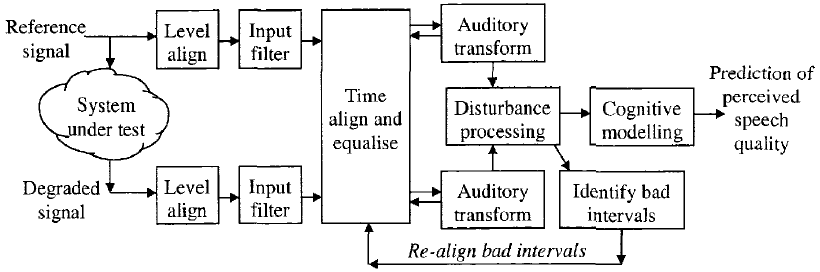 Reference
signal
Level
align
Input
filter
Auditory
transform
System
under test
Time
align and
equalise
Disturbance
processing
Cognitive
modelling
Prediction of
perceived
speech
quality
Degraded
signal
Level
align
Input
filter
Auditory
transform
Identify bad
intervals
Re-align bad intervals